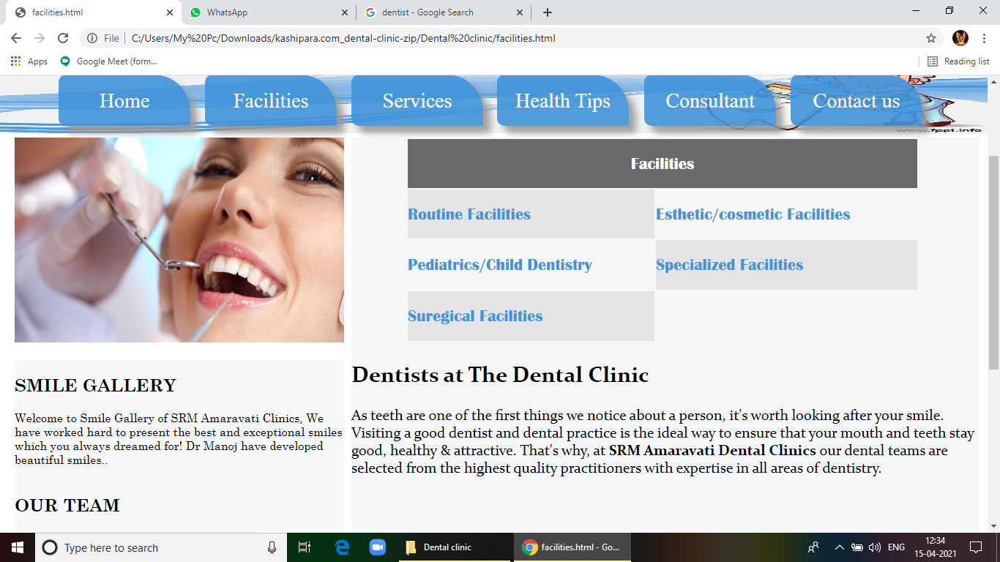 facilities.html
WhatsApp
dentist - Google Search
File
C:/Users/My%20Pc/Downloads/kashipara.com_dental-clinic-zip/Dental%20clinic/facilities.html
Apps
Google Meet (form...
Reading list
Home
Facilities
Services
Health Tips
Consultant
Contact us
www.fppt.info
Facilities
Routine Facilities
Esthetic/cosmetic Facilities
Pediatrics/Child Dentistry
Specialized Facilities
Suregical Facilities
SMILE GALLERY
Welcome to Smile Gallery of SRM Amaravati Clinics, We
have worked hard to present the best and exceptional smiles
which you always dreamed for! Dr Manoj have developed
beautiful smiles..
OUR TEAM
Dentists at The Dental Clinic
As teeth are one of the first things we notice about a person, it's worth looking after your smile.
Visiting a good dentist and dental practice is the ideal way to ensure that your mouth and teeth stay
good, healthy & attractive. That's why, at SRM Amaravati Dental Clinics our dental teams are
selected from the highest quality practitioners with expertise in all areas of dentistry.
Type here to search
Dental clinic
facilities.html - Go...
ENG
12:34
15-04-2021